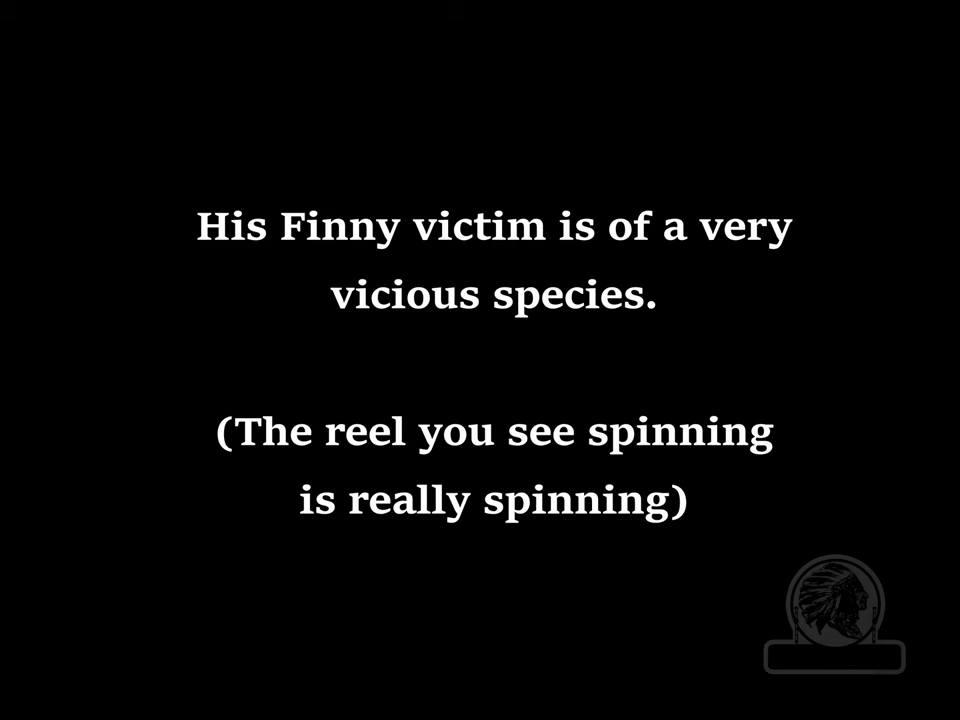 His Finny victim is of a very
vicious species.
(The reel you see spinning
is really spinning)